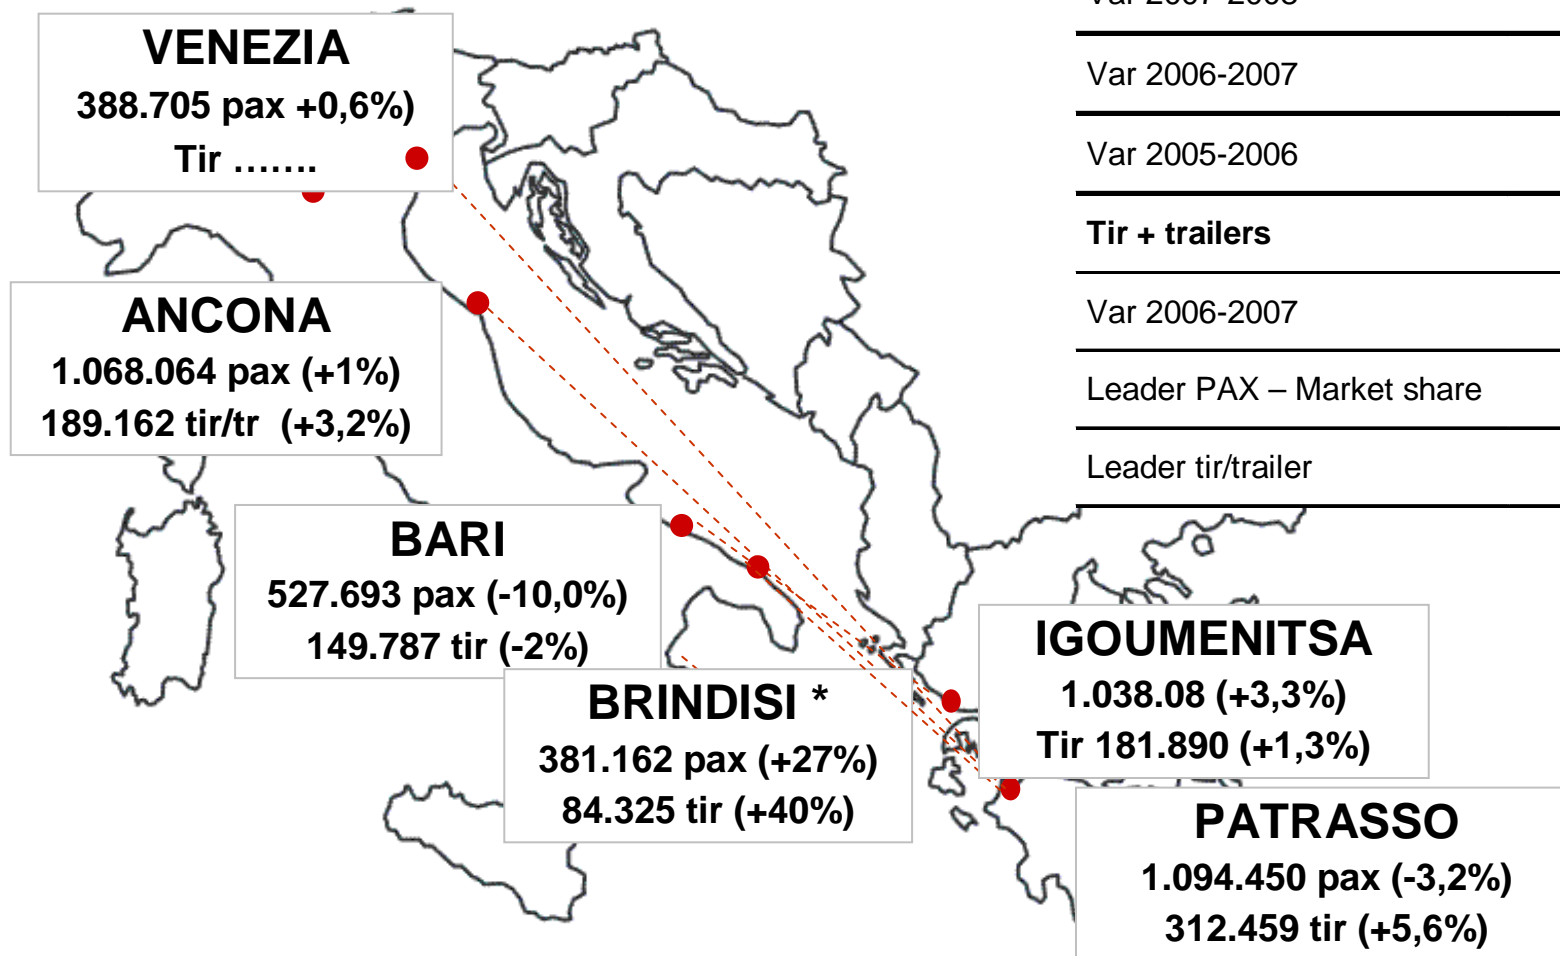 VENEZIA
388.705 pax +0,6%)
Tir …….
ANCONA
1.068.064 pax (+1%)
189.162 tir/tr (+3,2%)
BARI
527.693 pax (-10,0%)
149.787 tir (-2%)
BRINDISI *
381.162 pax (+27%)
84.325 tir (+40%)
IGOUMENITSA
1.038.08 (+3,3%)
Tir 181.890 (+1,3%)
PATRASSO
1.094.450 pax (-3,2%)
312.459 tir (+5,6%)
Var 2006-2007
Var 2005-2006
Tir + trailers
Var 2006-2007
Leader PAX – Market share
Leader tir/trailer